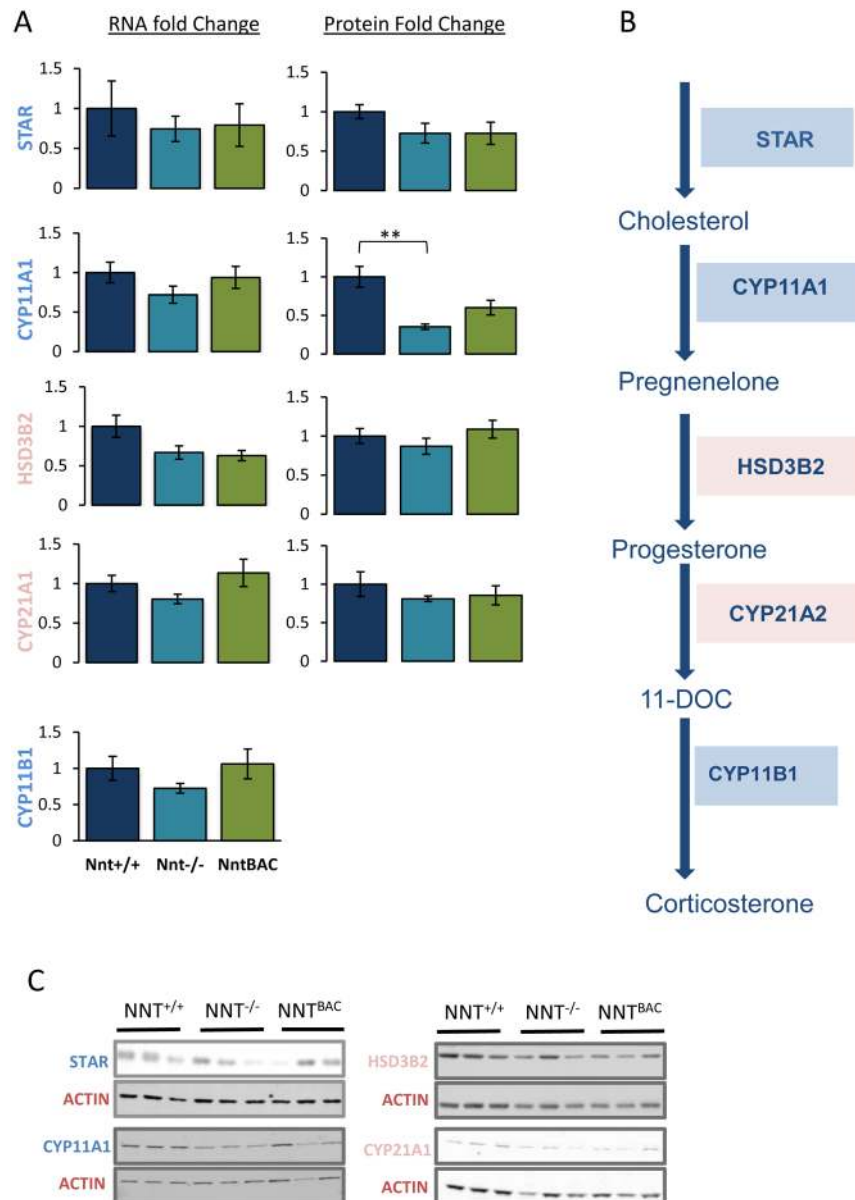 A
RNA fold Change
Protein Fold Change
STAR
1.5
1
0.5
0
1.5
1
0.5
0
CYP11A1
1.5
1
0.5
0
1.5
1
0.5
0
**
HSD3B2
1.5
1
0.5
0
1.5
1
0.5
0
CYP21A1
1.5
1
0.5
0
1.5
1
0.5
0
CYP11B1
1.5
1
0.5
0
Nnt+/+ Nnt-/- NntBAC
B
STAR
Cholesterol
CYP11A1
Pregnenelone
HSD3B2
Progesterone
CYP21A2
11-DOC
CYP11B1
Corticosterone
C
NNT+/+ NNT-/- NNTBAC
STAR
ACTIN
CYP11A1
ACTIN
NNT+/+ NNT-/- NNTBAC
HSD3B2
ACTIN
CYP21A1
ACTIN